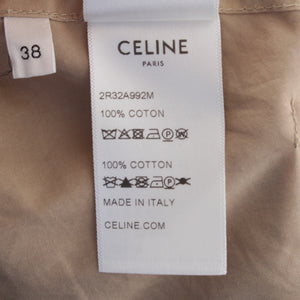 38
CELINE
PARIS
2R32A992M
100% COTON
100% COTTON
MADE IN ITALY
CELINE.COM